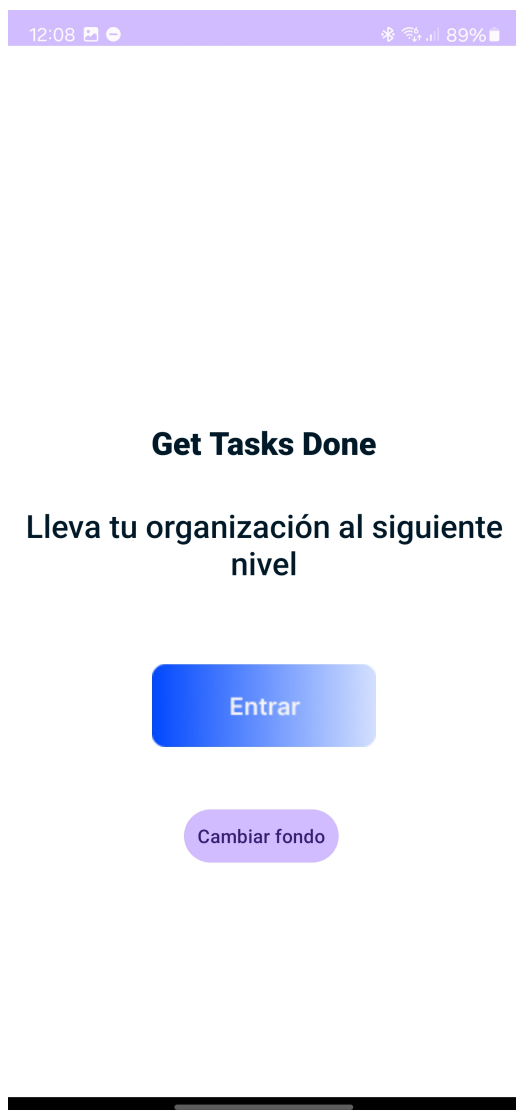 12:08 89%
Get Tasks Done
Lleva tu organización al siguiente
nivel
Entrar
Cambiar fondo